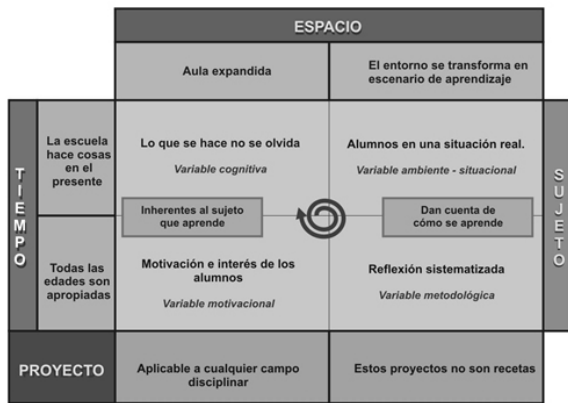 ESPACIO
Aula expandida
El entorno se transforma en
escenario de aprendizaje
TIEMPO
La escuela
hace cosas
en el
presente
Lo que se hace no se olvida
Variable cognitiva
Alumnos en una situación real.
Variable ambiente - situacional
SUJETO
Inherentes al sujeto
que aprende
Dan cuenta de
cómo se aprende
Todas las
edades son
apropiadas
Motivación e interés de los
alumnos
Variable motivacional
Reflexión sistematizada
Variable metodológica
PROYECTO
Aplicable a cualquier campo
disciplinar
Estos proyectos no son recetas